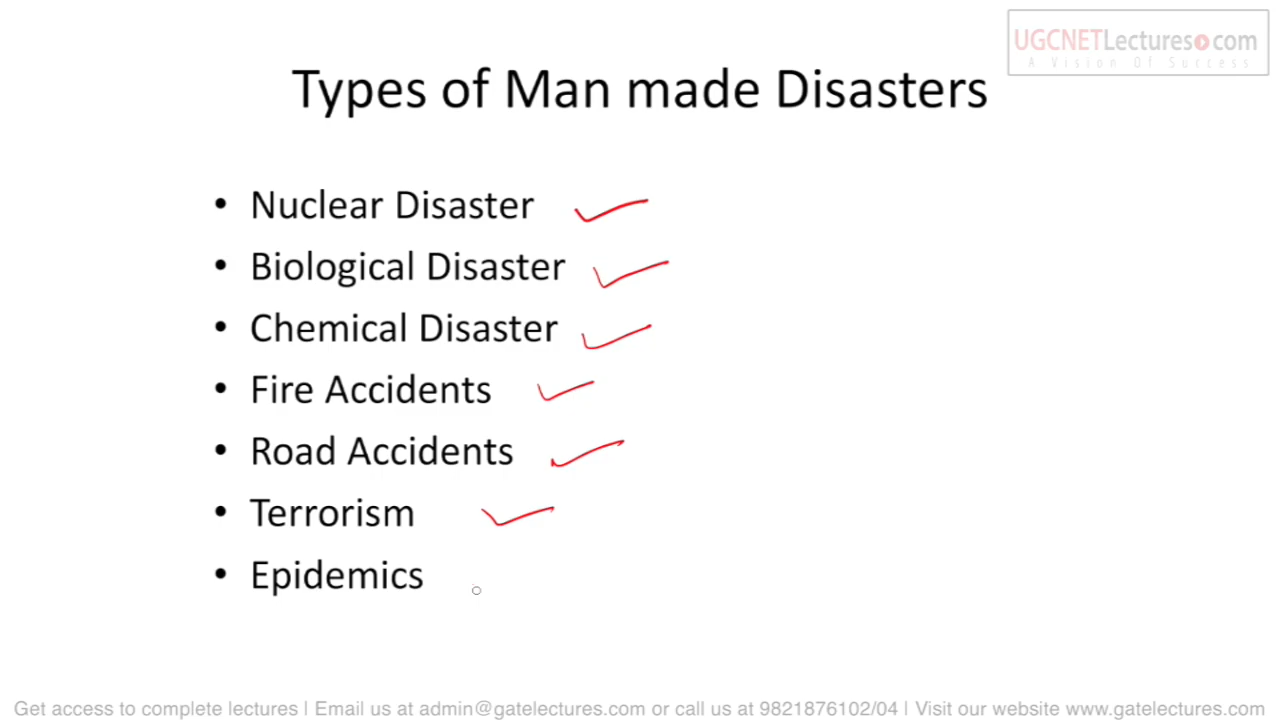 UGCNETLectures.com
A Vision Of Success
Types of Man made Disasters
• Nuclear Disaster
• Biological Disaster
• Chemical Disaster
• Fire Accidents
• Road Accidents
• Terrorism
• Epidemics
Get access to complete lectures | Email us at admin@gatelectures.com or call us at 9821876102/04 | Visit our website www.gatelectures.com